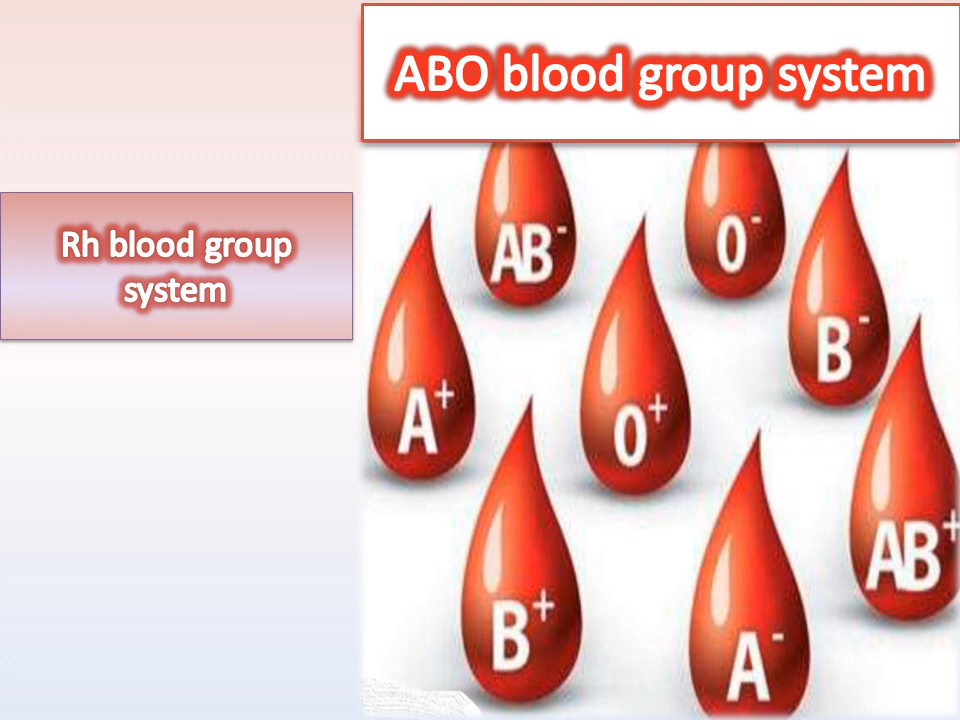 ABO blood group system
Rh blood group
system
AB-
O-
A+
O+
B-
B+
A-
AB+